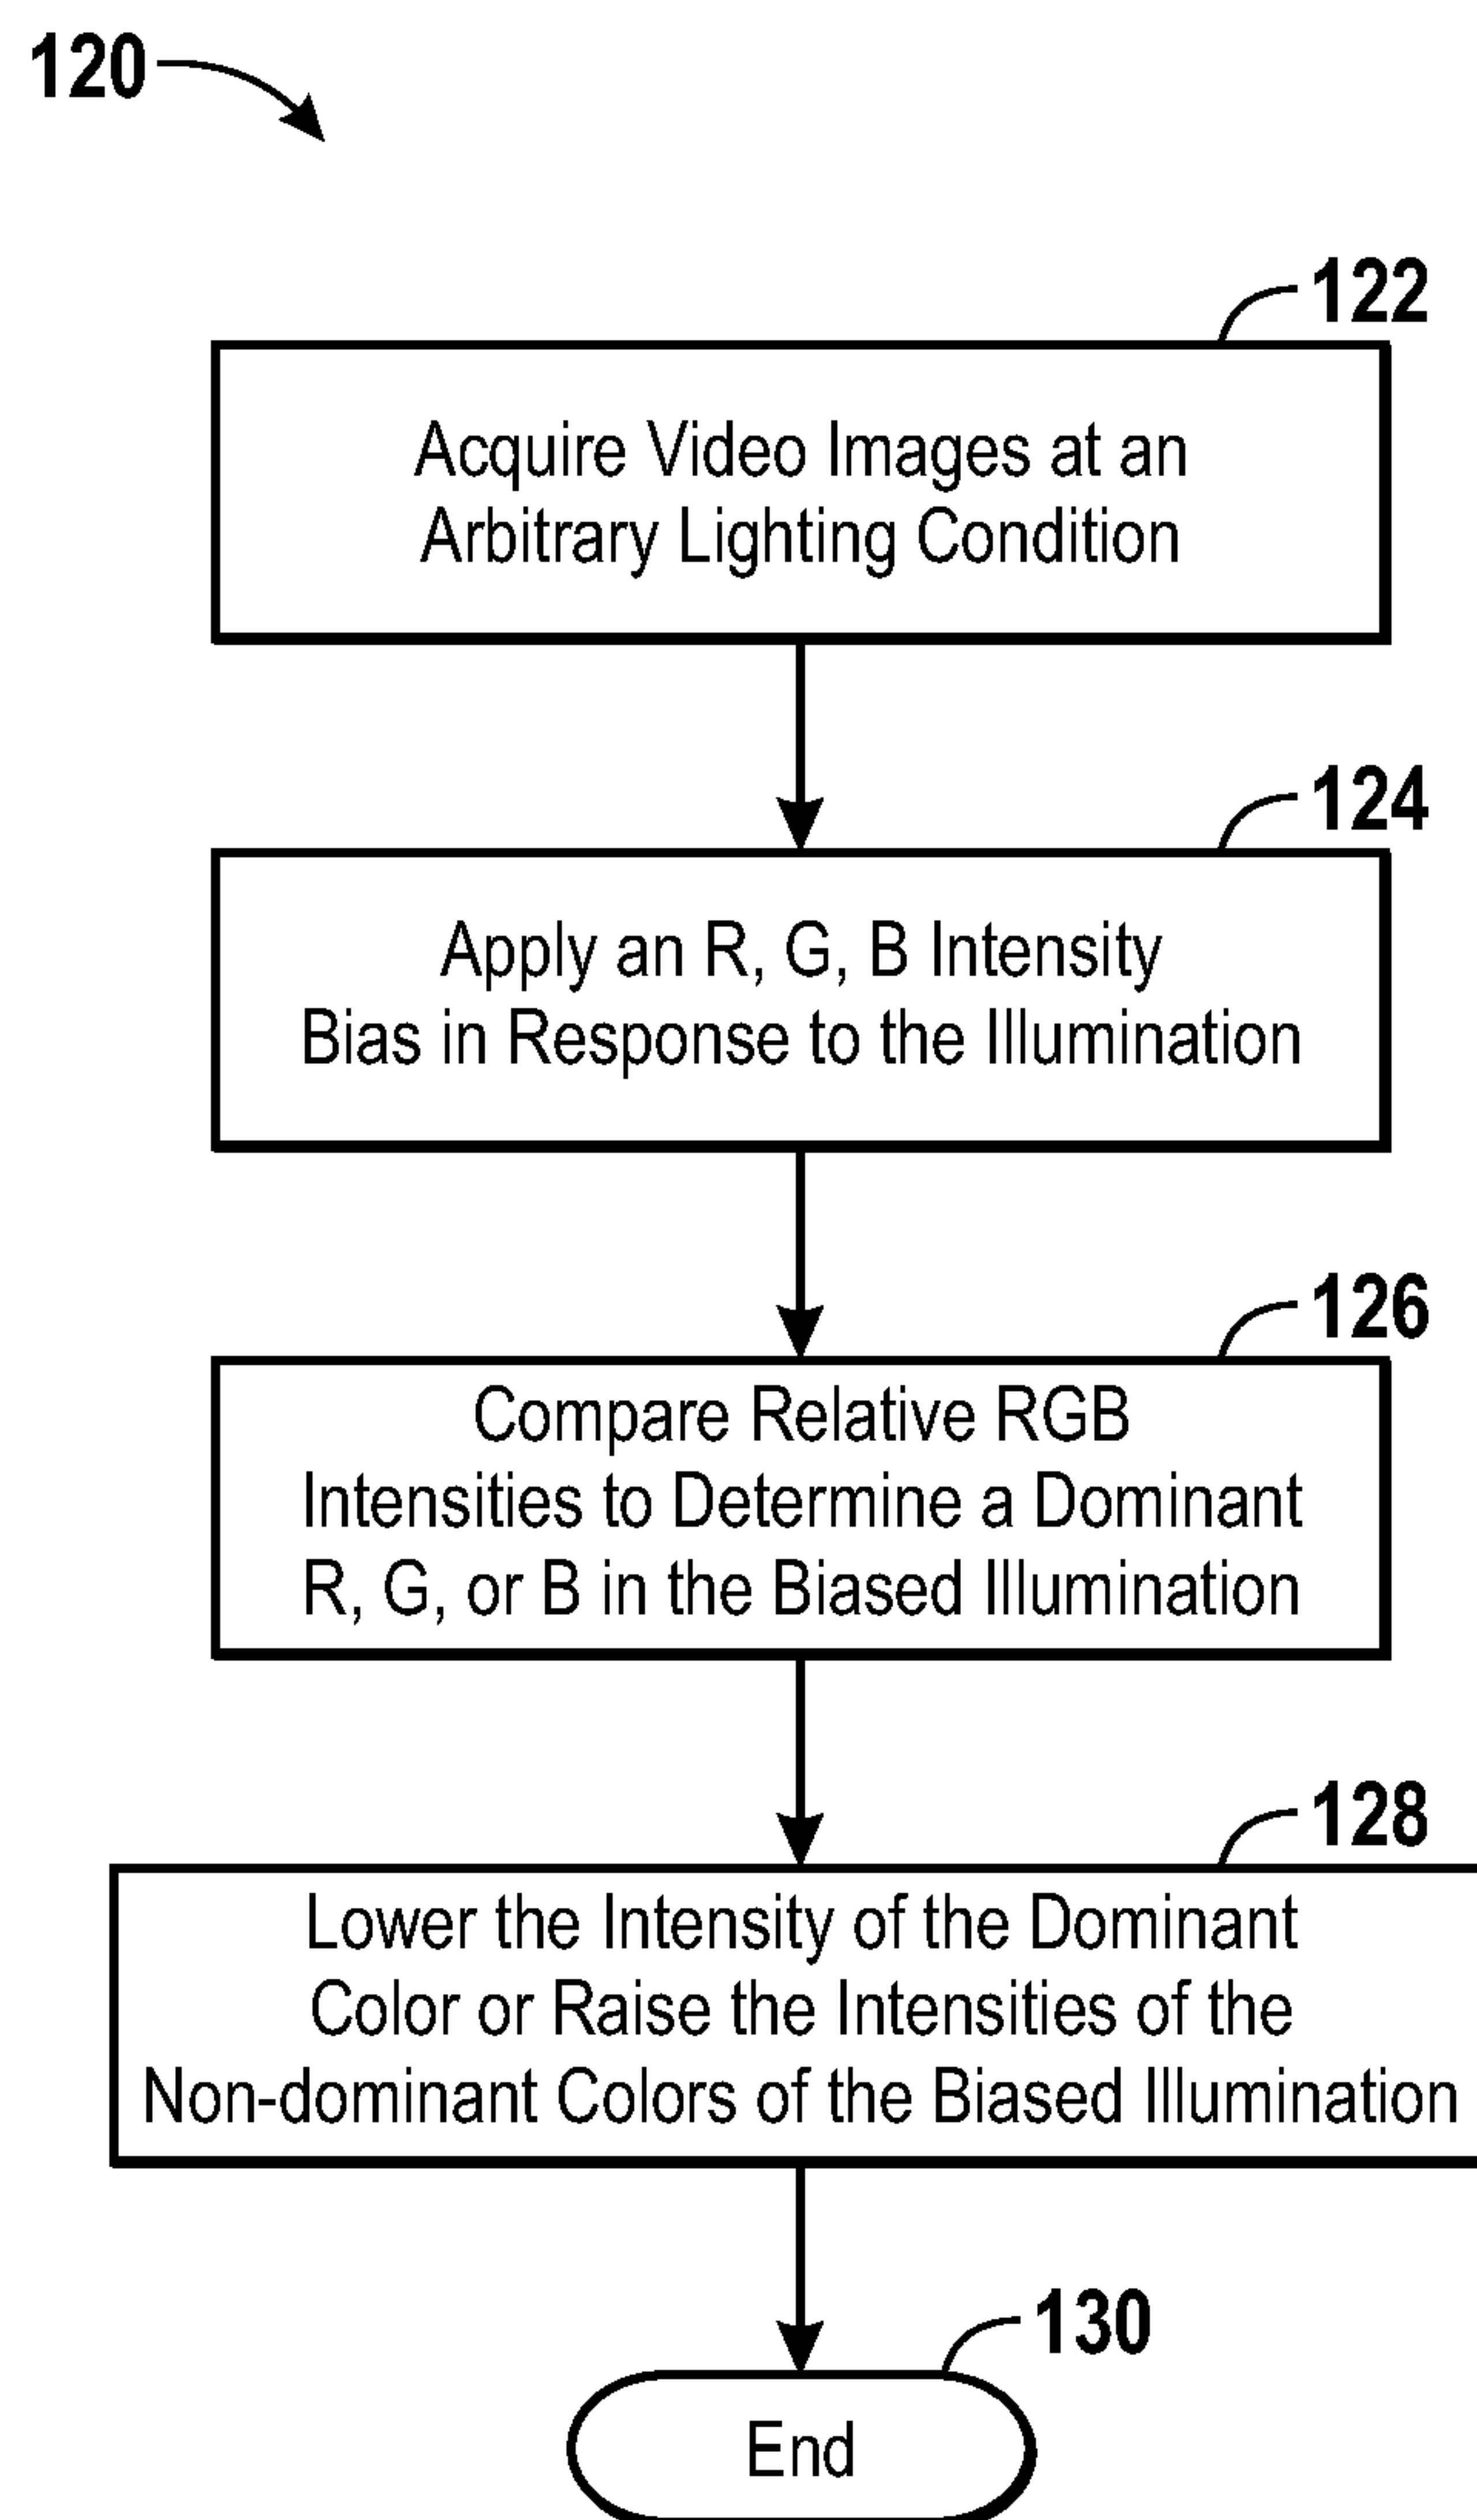 120
122
Acquire Video Images at an
Arbitrary Lighting Condition
124
Apply an R, G, B Intensity
Bias in Response to the Illumination
126
Compare Relative RGB
Intensities to Determine a Dominant
R, G, or B in the Biased Illumination
128
Lower the Intensity of the Dominant
Color or Raise the Intensities of the
Non-dominant Colors of the Biased Illumination
130
End